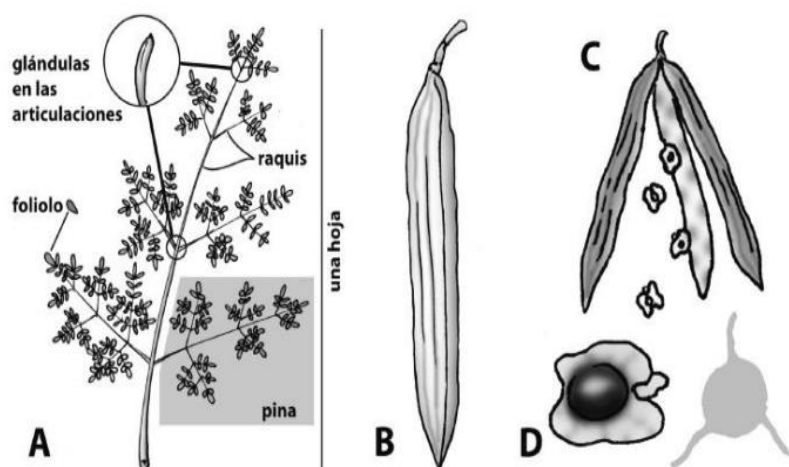 glándulas
en las
articulaciones
raquis
foliolo
una hoja
pina
A
B
C
D